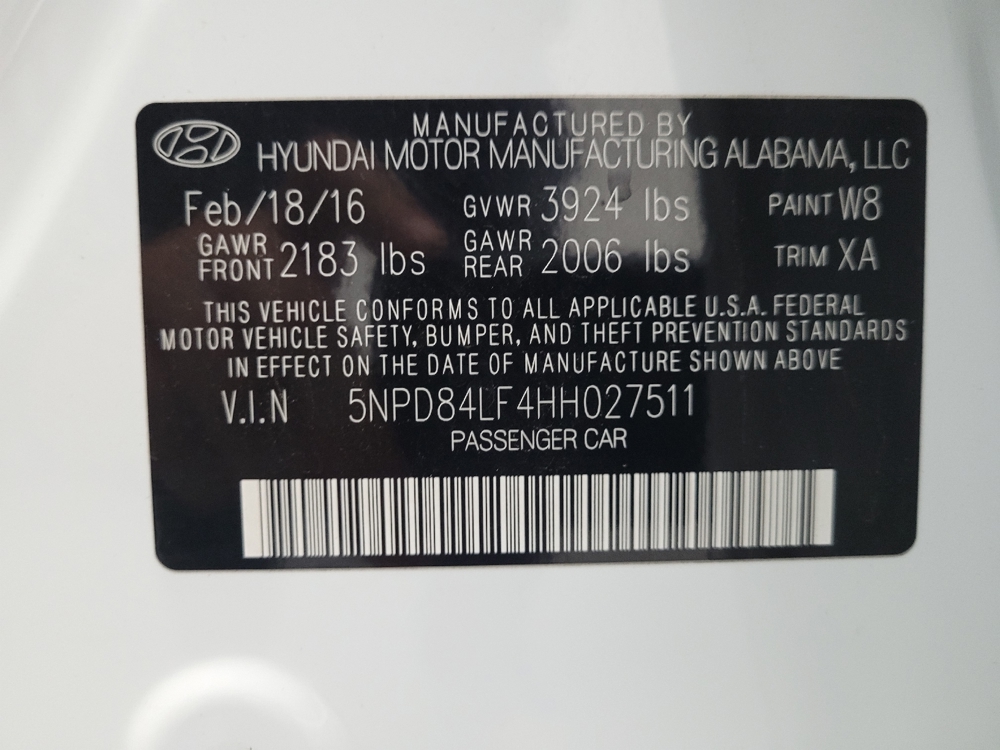 MANUFACTURED BY
HYUNDAI MOTOR MANUFACTURING ALABAMA, LLC
Feb/18/16 GVWR 3924 lbs PAINT W8
GAWR FRONT 2183 lbs GAWR REAR 2006 lbs TRIM XA
THIS VEHICLE CONFORMS TO ALL APPLICABLE U.S.A. FEDERAL
MOTOR VEHICLE SAFETY, BUMPER, AND THEFT PREVENTION STANDARDS
IN EFFECT ON THE DATE OF MANUFACTURE SHOWN ABOVE
V.I.N 5NPD84LF4HH027511
PASSENGER CAR